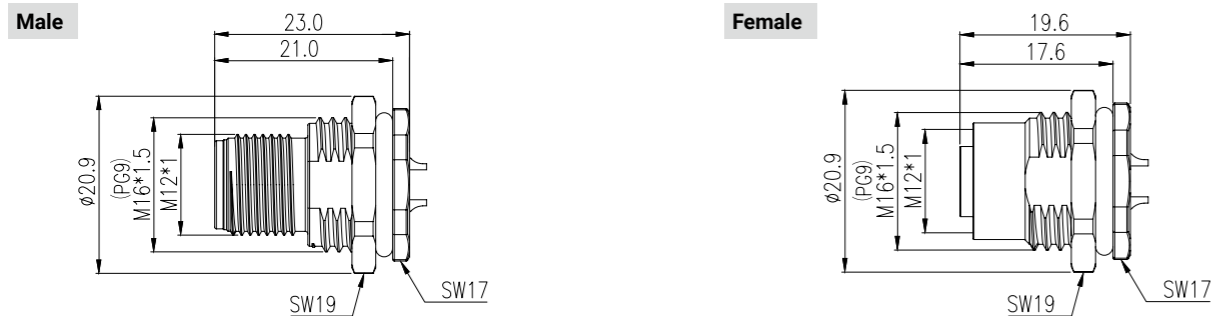 Male
23.0
21.0
ø20.9
(PG9)
M16*1.5
M12*1
SW19
SW17
Female
19.6
17.6
ø20.9
(PG9)
M16*1.5
M12*1
SW19
SW17